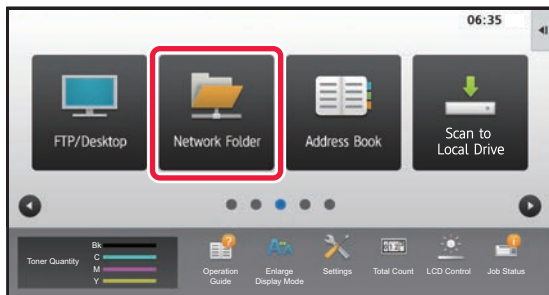 06:35
FTP/Desktop
Network Folder
Address Book
Scan to
Local Drive
Toner Quantity
Bk
C
M
Y
Operation
Guide
Enlarge
Display Mode
Settings
Total Count
LCD Control
Job Status